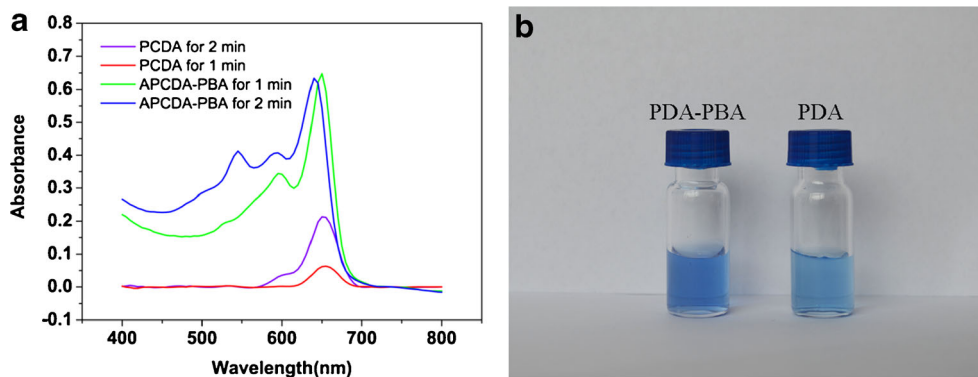 a
0.8
0.7
0.6
0.5
0.4
0.3
0.2
0.1
0.0
-0.1
Absorbance
PCDA for 2 min
PCDA for 1 min
APCDA-PBA for 1 min
APCDA-PBA for 2 min
400 500 600 700 800
Wavelength(nm)
b
PDA-PBA PDA